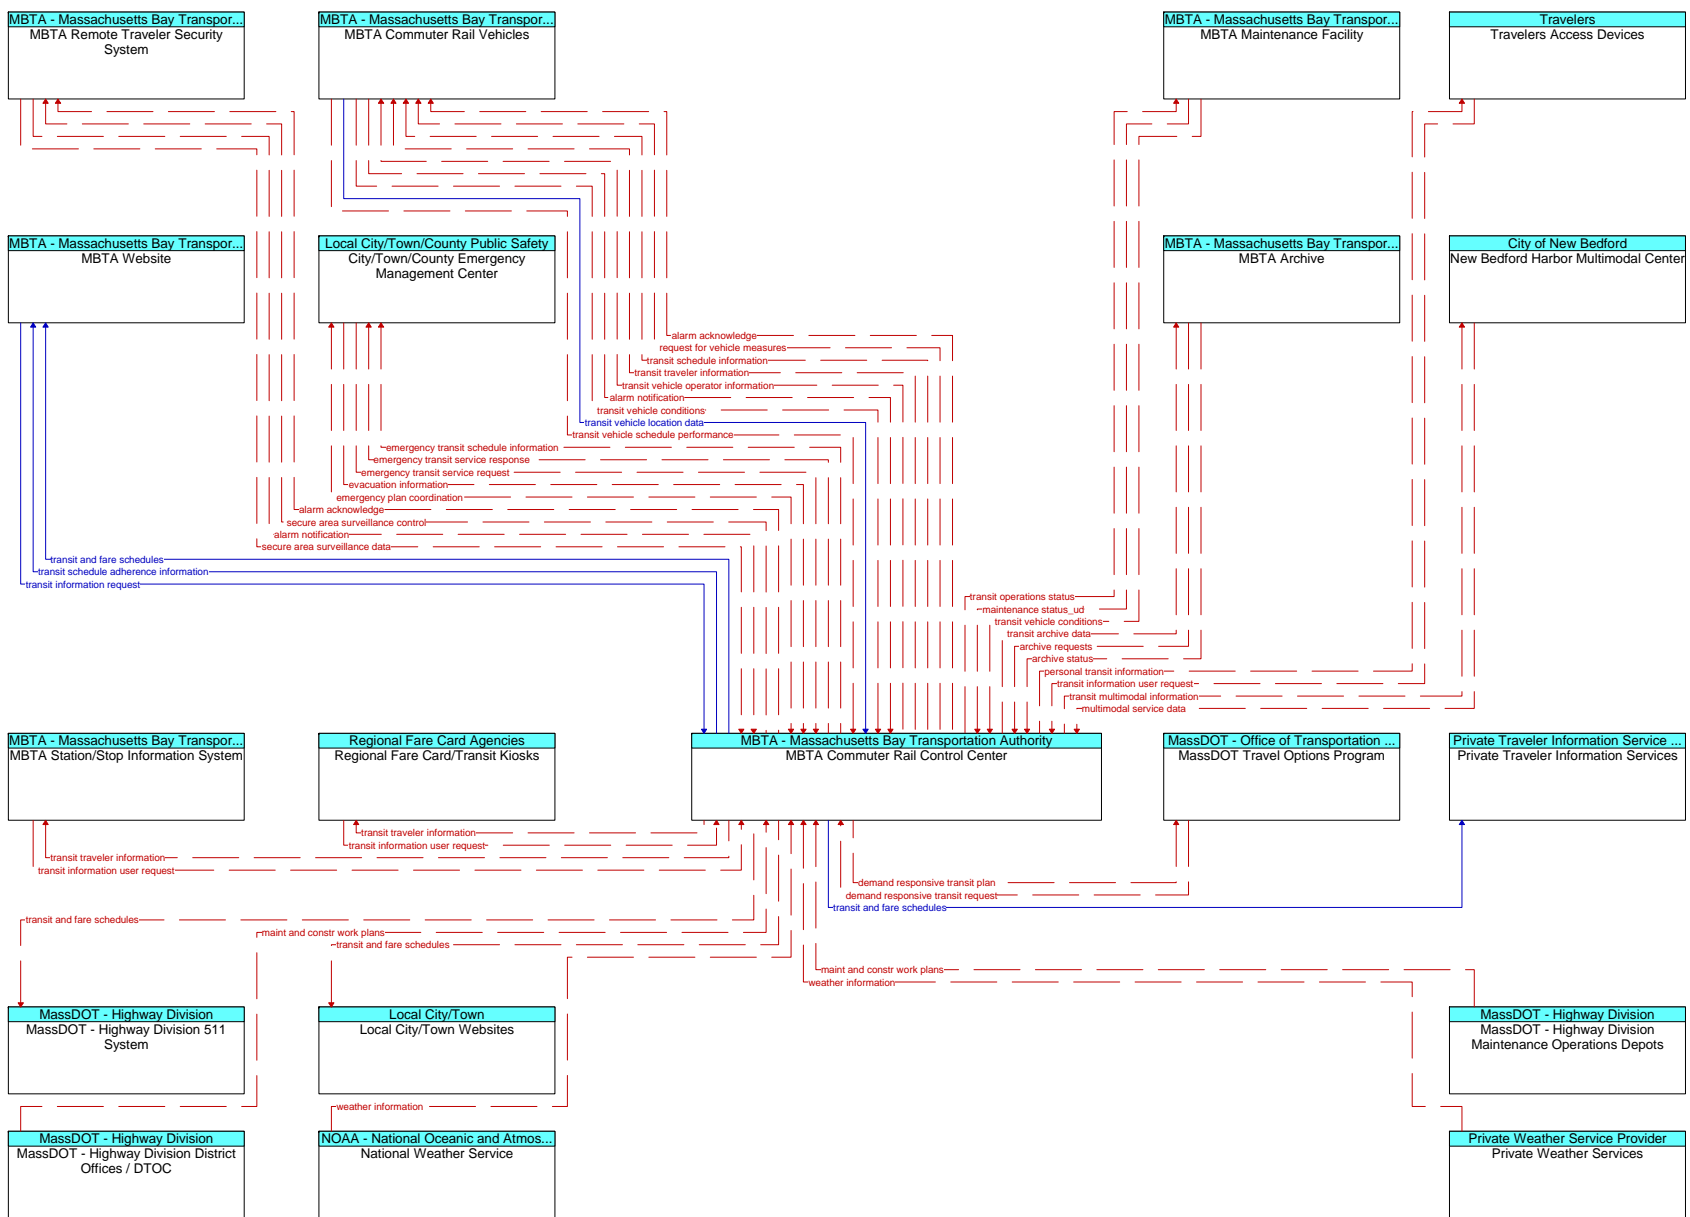 MBTA - Massachusetts Bay Transpor...
MBTA Remote Traveler Security
System
MBTA - Massachusetts Bay Transpor...
MBTA Commuter Rail Vehicles
MBTA - Massachusetts Bay Transpor...
MBTA Maintenance Facility
Travelers
Travelers Access Devices
MBTA - Massachusetts Bay Transpor...
MBTA Website
Local City/Town/County Public Safety
City/Town/County Emergency
Management Center
MBTA - Massachusetts Bay Transpor...
MBTA Archive
City of New Bedford
New Bedford Harbor Multimodal Center
alarm acknowledge
request for vehicle measures
transit schedule information
transit traveler information
transit vehicle operator information
alarm notification
transit vehicle conditions
transit vehicle location data
transit vehicle schedule performance
emergency transit schedule information
emergency transit service response
emergency transit service request
evacuation information
emergency plan coordination
alarm acknowledge
secure area surveillance control
alarm notification
secure area surveillance data
transit and fare schedules
transit schedule adherence information
transit information request
transit operations status
maintenance status_ud
transit vehicle conditions
transit archive data
archive requests
archive status
personal transit information
transit information user request
transit multimodal information
multimodal service data
MBTA - Massachusetts Bay Transpor...
MBTA Station/Stop Information System
Regional Fare Card Agencies
Regional Fare Card/Transit Kiosks
MBTA - Massachusetts Bay Transportation Authority
MBTA Commuter Rail Control Center
MassDOT - Office of Transportation ...
MassDOT Travel Options Program
Private Traveler Information Service ...
Private Traveler Information Services
transit traveler information
transit information user request
transit traveler information
transit information user request
demand responsive transit plan
demand responsive transit request
transit and fare schedules
transit and fare schedules
maint and constr work plans
transit and fare schedules
maint and constr work plans
weather information
MassDOT - Highway Division
MassDOT - Highway Division 511
System
Local City/Town
Local City/Town Websites
MassDOT - Highway Division
MassDOT - Highway Division
Maintenance Operations Depots
weather information
MassDOT - Highway Division
MassDOT - Highway Division District
Offices / DTOC
NOAA - National Oceanic and Atmos...
National Weather Service
Private Weather Service Provider
Private Weather Services